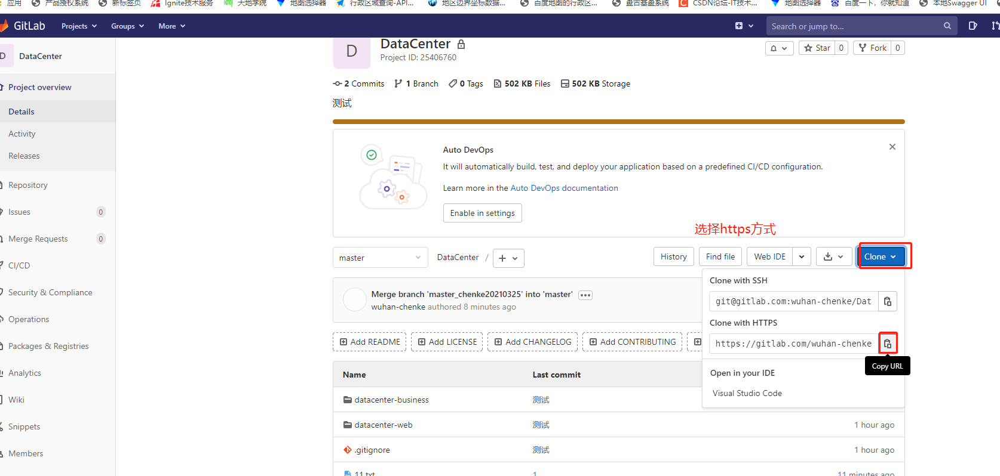 应用 产品授权系统 新标签页 Ignite技术服务 天地学院 地图选择器 行政区域查询-API... 地区边界坐标数据... 百度地图的行政区... 盘古基盘系统 CSDN论坛-IT技术... 地图选择器 百度一下，你就知道 本地Swagger UI
GitLab Projects Groups More Search or jump to...
D DataCenter
Project overview
Details
Activity
Releases
Repository
Issues 0
Merge Requests 0
CI/CD
Security & Compliance
Operations
Packages & Registries
Analytics
Wiki
Snippets
Members
D
DataCenter
Project ID: 25406760
Star 0 Fork 0
2 Commits 1 Branch 0 Tags 502 KB Files 502 KB Storage
测试
Auto DevOps
It will automatically build, test, and deploy your application based on a predefined CI/CD configuration.
Learn more in the Auto DevOps documentation
Enable in settings
选择https方式
master DataCenter / + History Find file Web IDE Clone
Merge branch 'master_chenke20210325' into 'master'
wuhan-chenke authored 8 minutes ago
Clone with SSH
git@gitlab.com:wuhan-chenke/Dat
Clone with HTTPS
https://gitlab.com/wuhan-chenke
Copy URL
Open in your IDE
Visual Studio Code
Add README Add LICENSE Add CHANGELOG Add CONTRIBUTING
Name Last commit
datacenter-business 测试
datacenter-web 测试 1 hour ago
.gitignore 测试 1 hour ago
11.txt 1 11 minutes ago